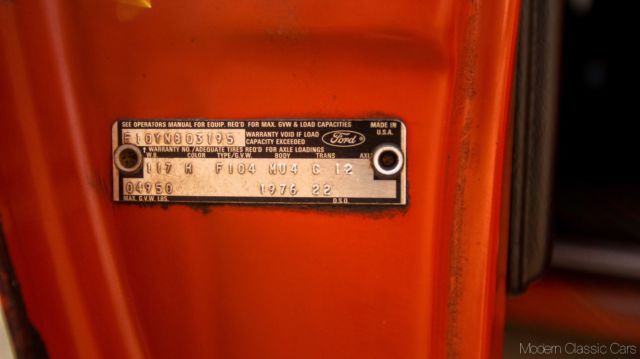 SEE OPERATORS MANUAL FOR EQUIP. REQ'D FOR MAX. GVW & LOAD CAPACITIES
MADE IN U.S.A.
F10YNB03195
WARRANTY VOID IF LOAD CAPACITY EXCEEDED
Ford
WARRANTY NO./ADEQUATE TIRES REQ'D FOR AXLE LOADINGS
W.B. COLOR TYPE/G.V.W. BODY TRANS AXLE
117 H F104 MU4 C 12
04950 1976 22
MAX. G.V.W. LBS. D.S.O.
Modern Classic Cars